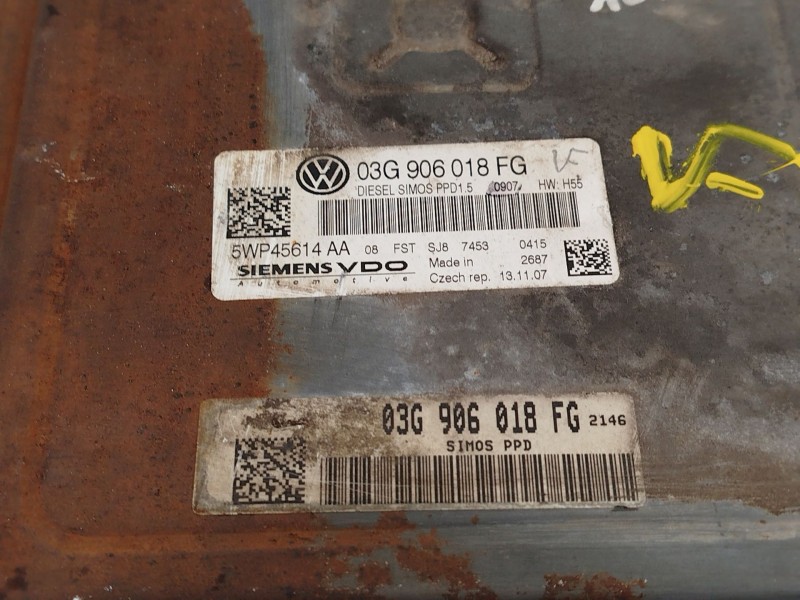 03G 906 018 FG
DIESEL SIMOS PPD1.5 0907 HW: H55
5WP45614 AA 08 FST SJ8 7453 0415
SIEMENS VDO Made in 2687
Automotive Czech rep. 13.11.07
03G 906 018 FG 2146
SIMOS PPD